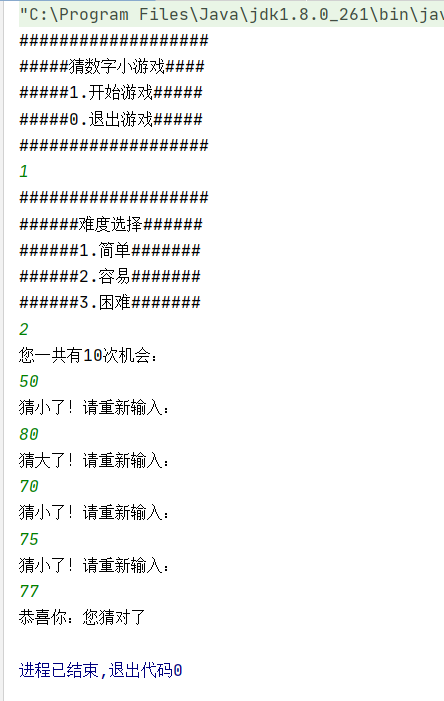 "C:\Program Files\Java\jdk1.8.0_261\bin\jav
###################
#####猜数字小游戏####
#####1.开始游戏#####
#####0.退出游戏#####
###################
1
###################
######难度选择######
######1.简单#######
######2.容易#######
######3.困难#######
2
您一共有10次机会：
50
猜小了！请重新输入：
80
猜大了！请重新输入：
70
猜小了！请重新输入：
75
猜小了！请重新输入：
77
恭喜你：您猜对了
进程已结束,退出代码0